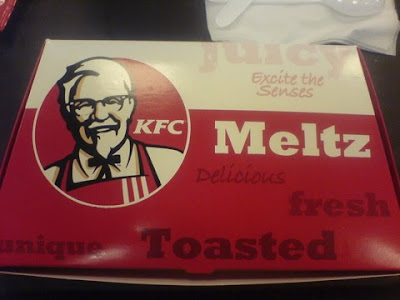 juicy
Excite the
Senses
KFC
Meltz
Delicious
fresh
unique
Toasted